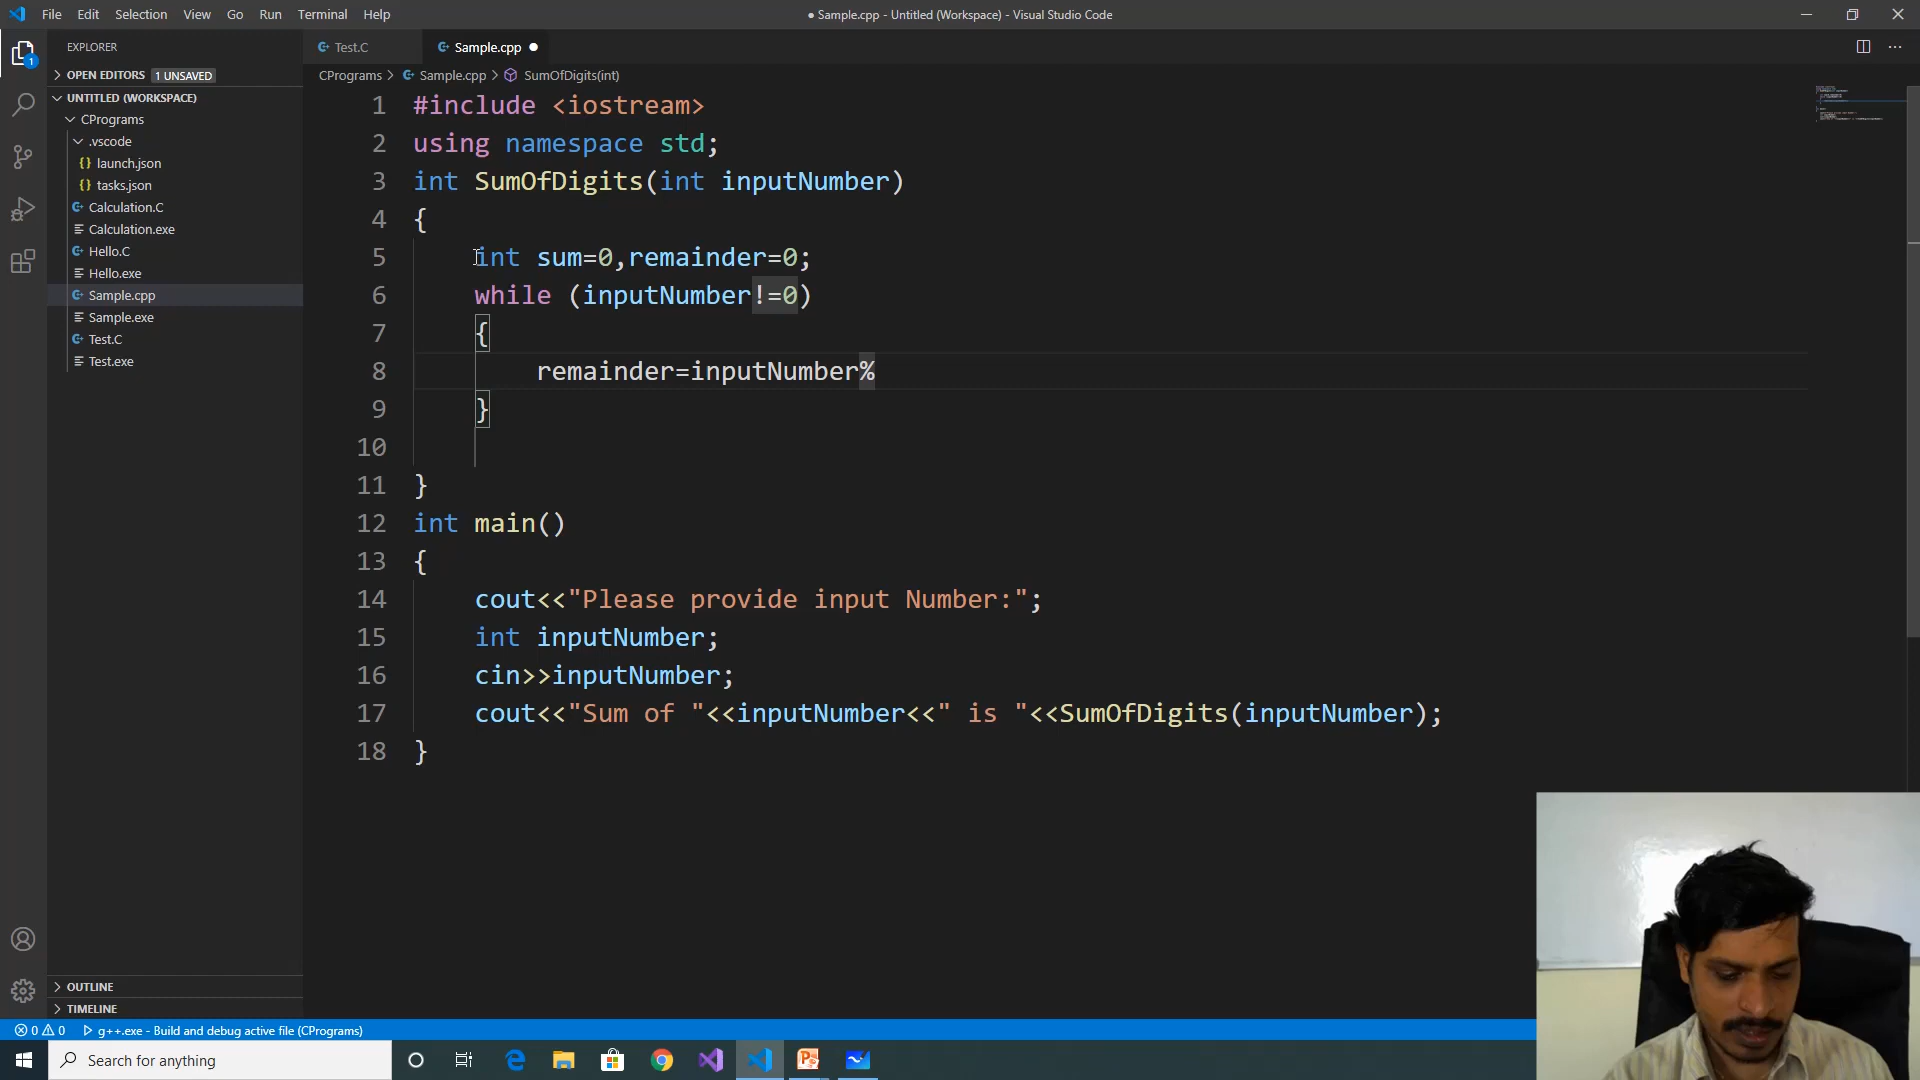 File Edit Selection View Go Run Terminal Help
● Sample.cpp - Untitled (Workspace) - Visual Studio Code
EXPLORER
OPEN EDITORS 1 UNSAVED
UNTITLED (WORKSPACE)
CPrograms
.vscode
{} launch.json
{} tasks.json
Calculation.C
Calculation.exe
Hello.C
Hello.exe
Sample.cpp
Sample.exe
Test.C
Test.exe
OUTLINE
TIMELINE
Test.C Sample.cpp ●
CPrograms > Sample.cpp > SumOfDigits(int)
1 #include <iostream>
2 using namespace std;
3 int SumOfDigits(int inputNumber)
4 {
5 int sum=0,remainder=0;
6 while (inputNumber!=0)
7 {
8 remainder=inputNumber%
9 }
10
11 }
12 int main()
13 {
14 cout<<"Please provide input Number:";
15 int inputNumber;
16 cin>>inputNumber;
17 cout<<"Sum of "<<inputNumber<<" is "<<SumOfDigits(inputNumber);
18 }
0 0 g++.exe - Build and debug active file (CPrograms)
Search for anything